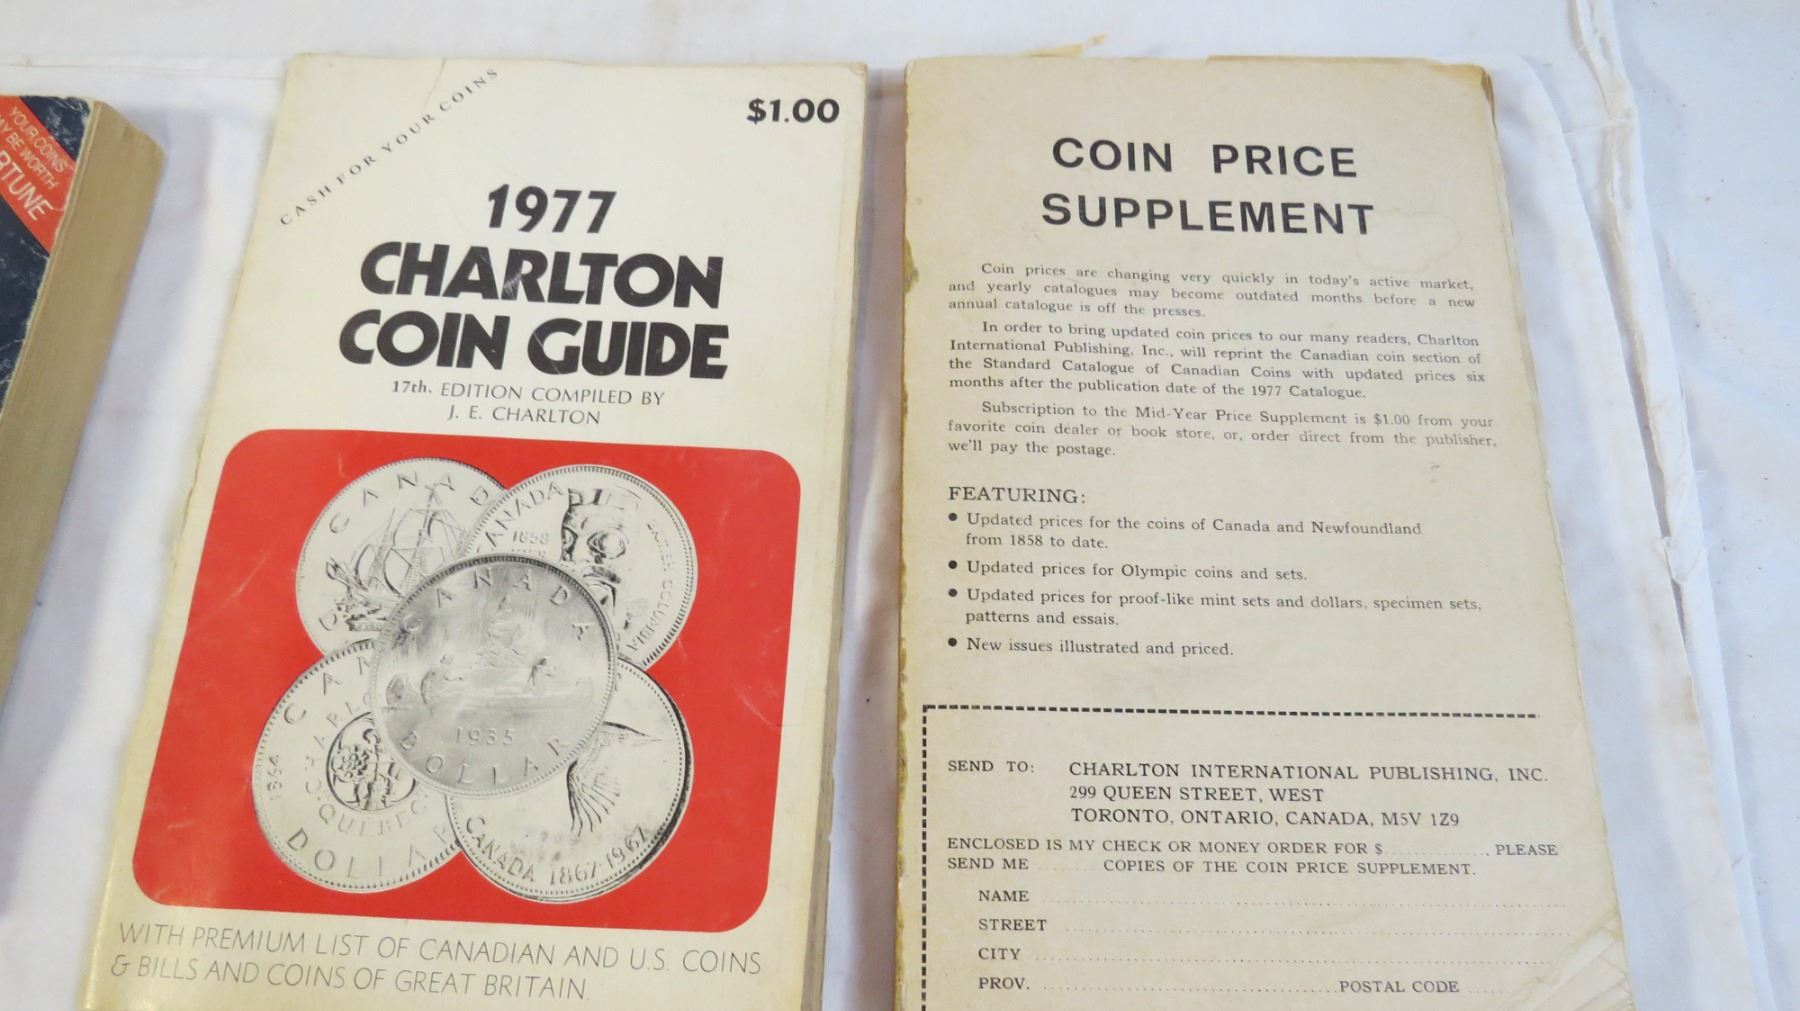 YOUR COINS
MAY BE WORTH
CASH FOR YOUR COINS
$1.00
1977
CHARLTON
COIN GUIDE
17th. EDITION COMPILED BY
J. E. CHARLTON
CANADA
CANADA
1858
CANADA
1935
DOLLAR
1864
DOLLAR
QUÉBEC
CANADA 1867-1967
WITH PREMIUM LIST OF CANADIAN AND U.S. COINS
& BILLS AND COINS OF GREAT BRITAIN.
COIN PRICE
SUPPLEMENT
Coin prices are changing very quickly in today's active market,
and yearly catalogues may become outdated months before a new
annual catalogue is off the presses.
In order to bring updated coin prices to our many readers, Charlton
International Publishing, Inc., will reprint the Canadian coin section of
the Standard Catalogue of Canadian Coins with updated prices six
months after the publication date of the 1977 Catalogue.
Subscription to the Mid-Year Price Supplement is $1.00 from your
favorite coin dealer or book store, or, order direct from the publisher,
we'll pay the postage.
FEATURING:
• Updated prices for the coins of Canada and Newfoundland
from 1858 to date.
• Updated prices for Olympic coins and sets.
• Updated prices for proof-like mint sets and dollars, specimen sets,
patterns and essais.
• New issues illustrated and priced.
SEND TO: CHARLTON INTERNATIONAL PUBLISHING, INC.
299 QUEEN STREET, WEST
TORONTO, ONTARIO, CANADA, M5V 1Z9
ENCLOSED IS MY CHECK OR MONEY ORDER FOR $.............. PLEASE
SEND ME ........ COPIES OF THE COIN PRICE SUPPLEMENT.
NAME
STREET
CITY
PROV. ........................................ POSTAL CODE ......